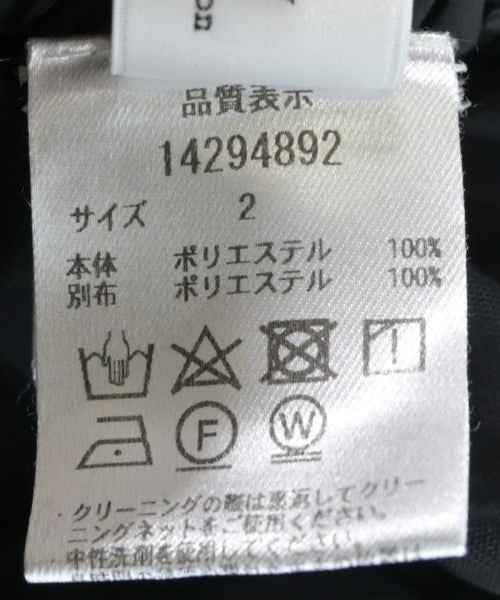 on
品質表示
14294892
サイズ 2
本体 ポリエステル 100%
別布 ポリエステル 100%
F W
クリーニングの際は裏返してクリー
ニングネットをご使用ください。
中性洗剤を使用してください。